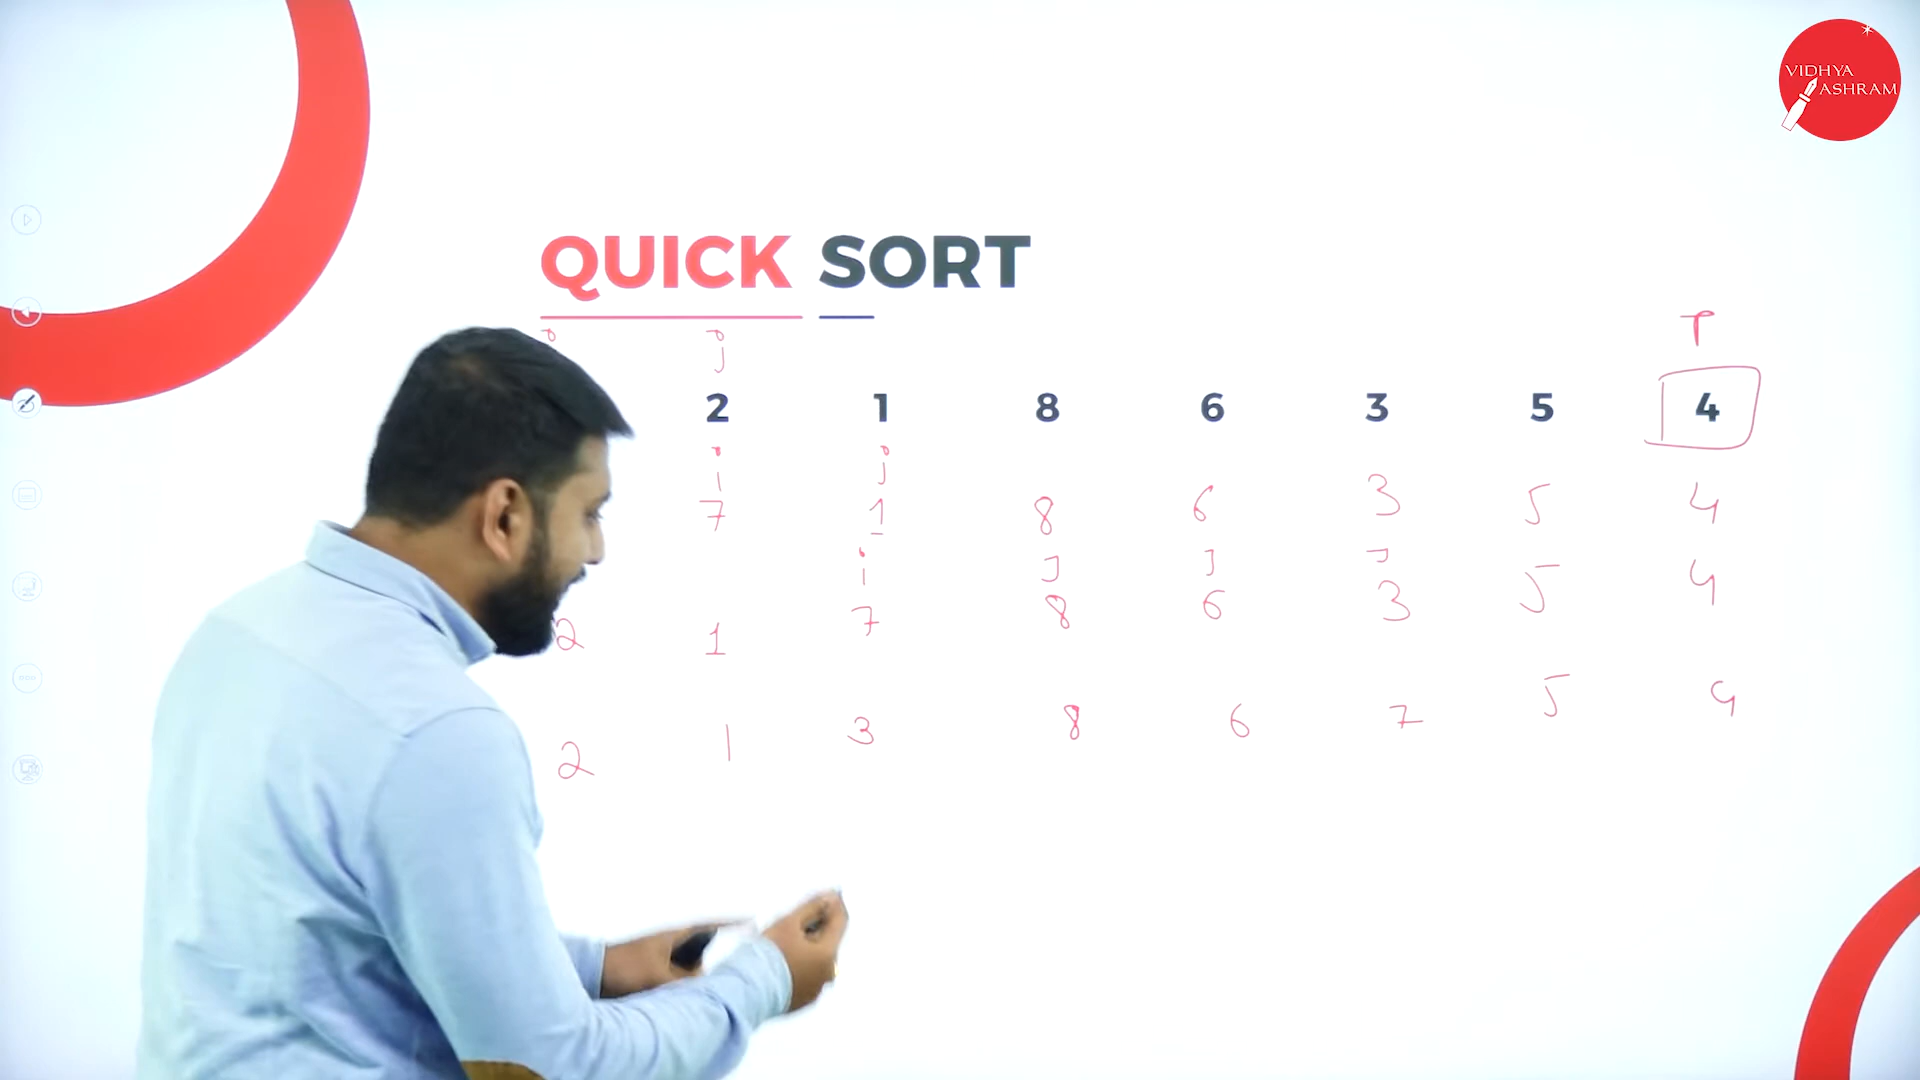 VIDHYA
ASHRAM
QUICK SORT
P
i j
2 1 8 6 3 5 4
i j
7 1 8 6 3 5 4
i j j j
2 1 7 8 6 3 5 4
2 1 3 8 6 7 5 4